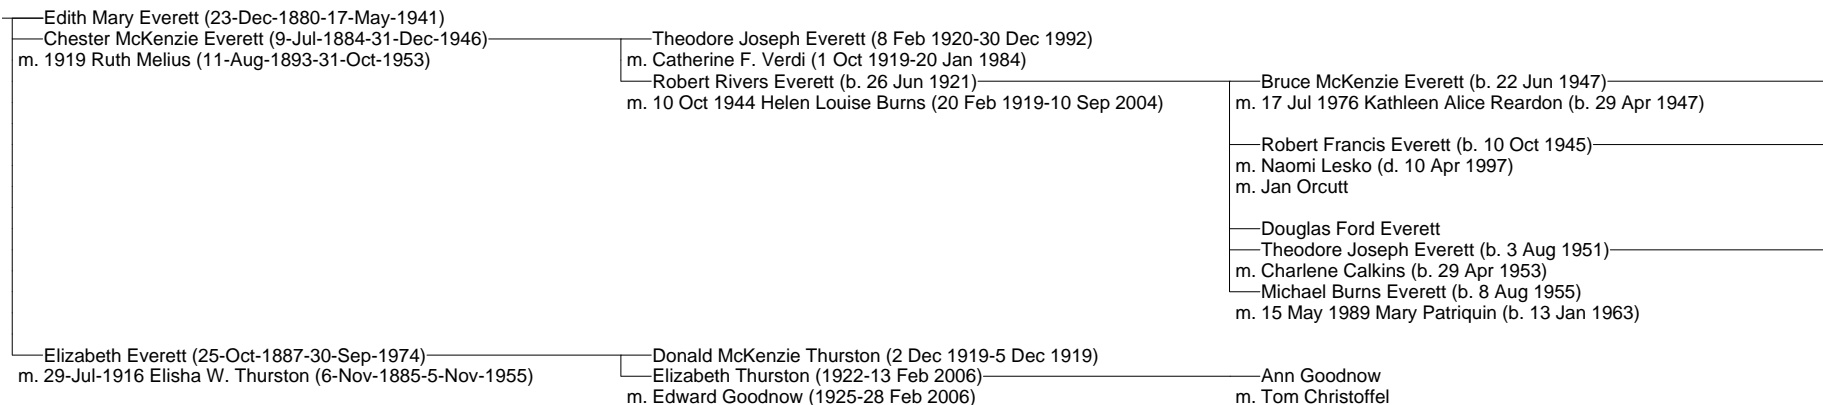 Edith Mary Everett (23-Dec-1880-17-May-1941)
Chester McKenzie Everett (9-Jul-1884-31-Dec-1946)
m. 1919 Ruth Melius (11-Aug-1893-31-Oct-1953)
Theodore Joseph Everett (8 Feb 1920-30 Dec 1992)
m. Catherine F. Verdi (1 Oct 1919-20 Jan 1984)
Robert Rivers Everett (b. 26 Jun 1921)
m. 10 Oct 1944 Helen Louise Burns (20 Feb 1919-10 Sep 2004)
Bruce McKenzie Everett (b. 22 Jun 1947)
m. 17 Jul 1976 Kathleen Alice Reardon (b. 29 Apr 1947)
Robert Francis Everett (b. 10 Oct 1945)
m. Naomi Lesko (d. 10 Apr 1997)
m. Jan Orcutt
Douglas Ford Everett
Theodore Joseph Everett (b. 3 Aug 1951)
m. Charlene Calkins (b. 29 Apr 1953)
Michael Burns Everett (b. 8 Aug 1955)
m. 15 May 1989 Mary Patriquin (b. 13 Jan 1963)
Elizabeth Everett (25-Oct-1887-30-Sep-1974)
m. 29-Jul-1916 Elisha W. Thurston (6-Nov-1885-5-Nov-1955)
Donald McKenzie Thurston (2 Dec 1919-5 Dec 1919)
Elizabeth Thurston (1922-13 Feb 2006)
m. Edward Goodnow (1925-28 Feb 2006)
Ann Goodnow
m. Tom Christoffel